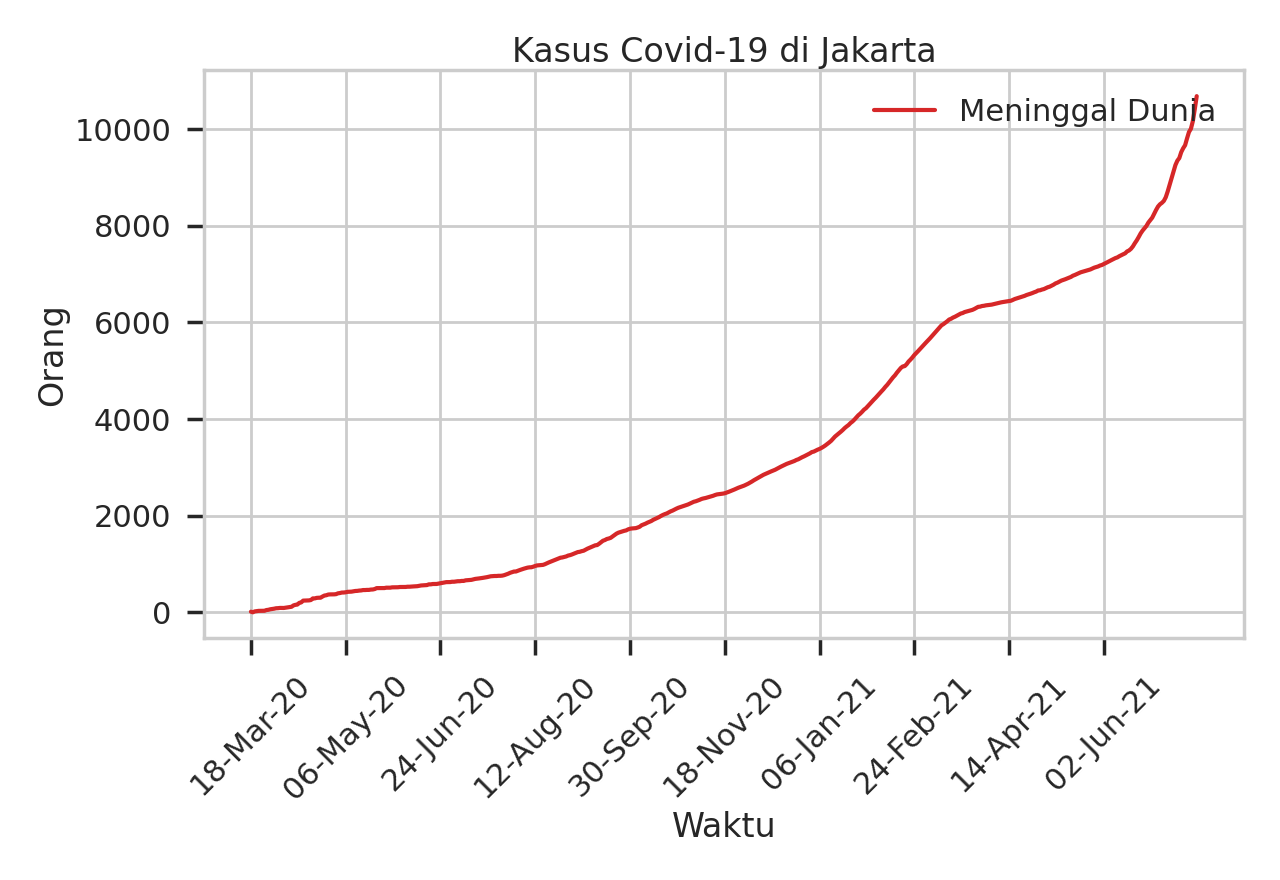 Kasus Covid-19 di Jakarta
Meninggal Dunia
10000
8000
6000
4000
2000
0
Orang
18-Mar-20
06-May-20
24-Jun-20
12-Aug-20
30-Sep-20
18-Nov-20
06-Jan-21
24-Feb-21
14-Apr-21
02-Jun-21
Waktu